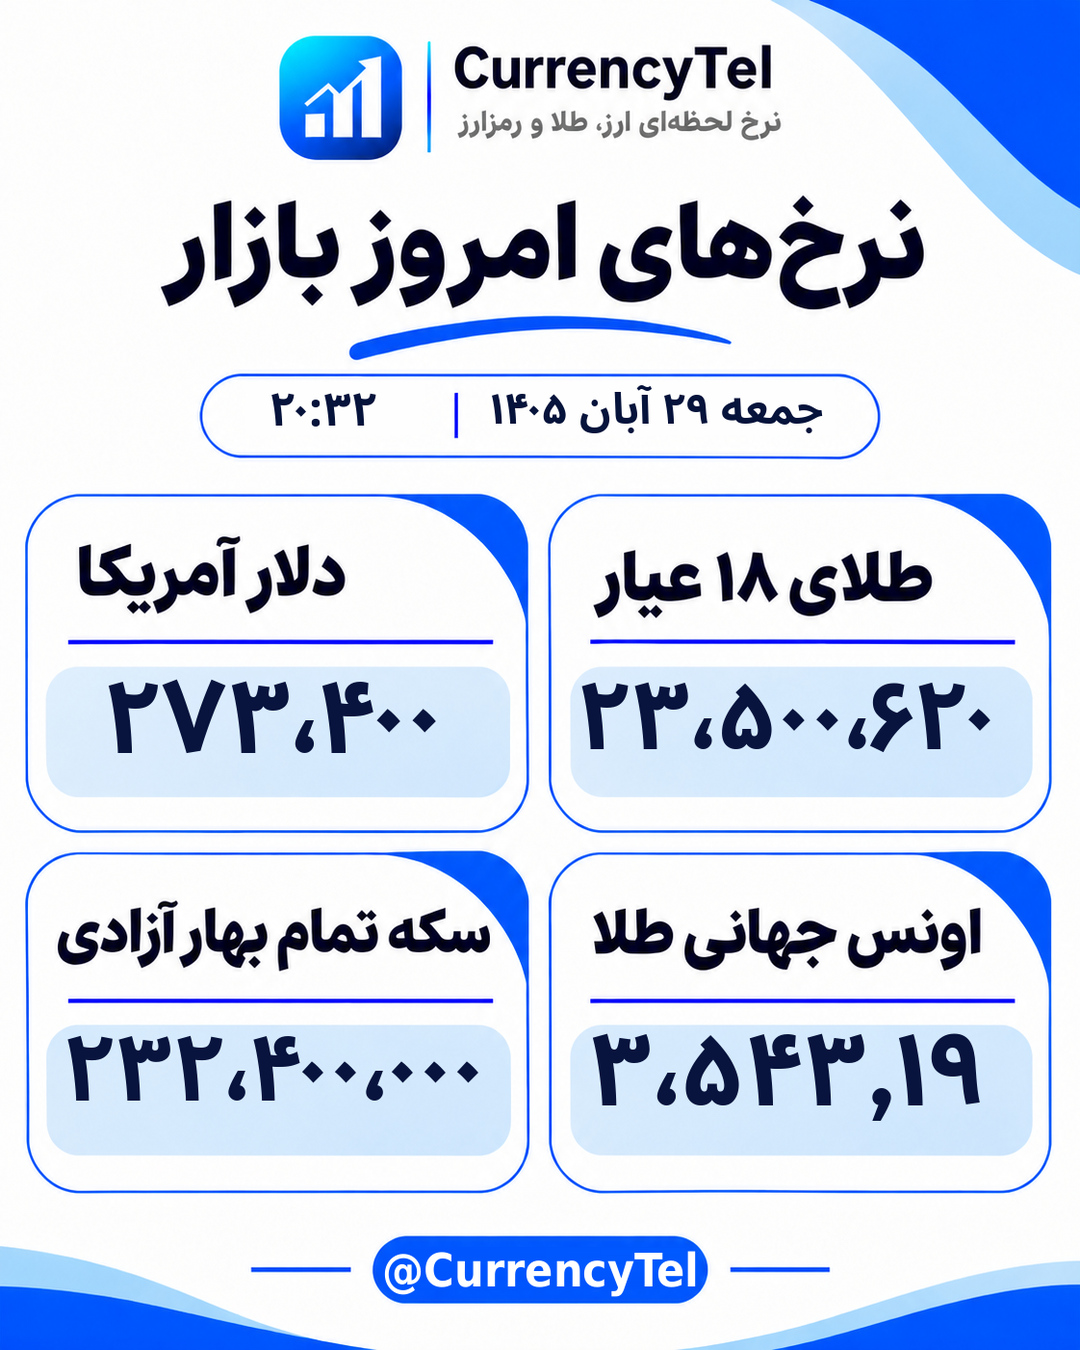 CurrencyTel
نرخ لحظه‌ای ارز، طلا و رمزارز
نرخ‌های امروز بازار
جمعه ۲۹ آبان ۱۴۰۵ | ۲۰:۳۲
طلای ۱۸ عیار
۲۳،۵۰۰،۶۲۰
دلار آمریکا
۲۷۳،۴۰۰
اونس جهانی طلا
۳،۵۴۳,۱۹
سکه تمام بهار آزادی
۲۳۲،۴۰۰،۰۰۰
@CurrencyTel